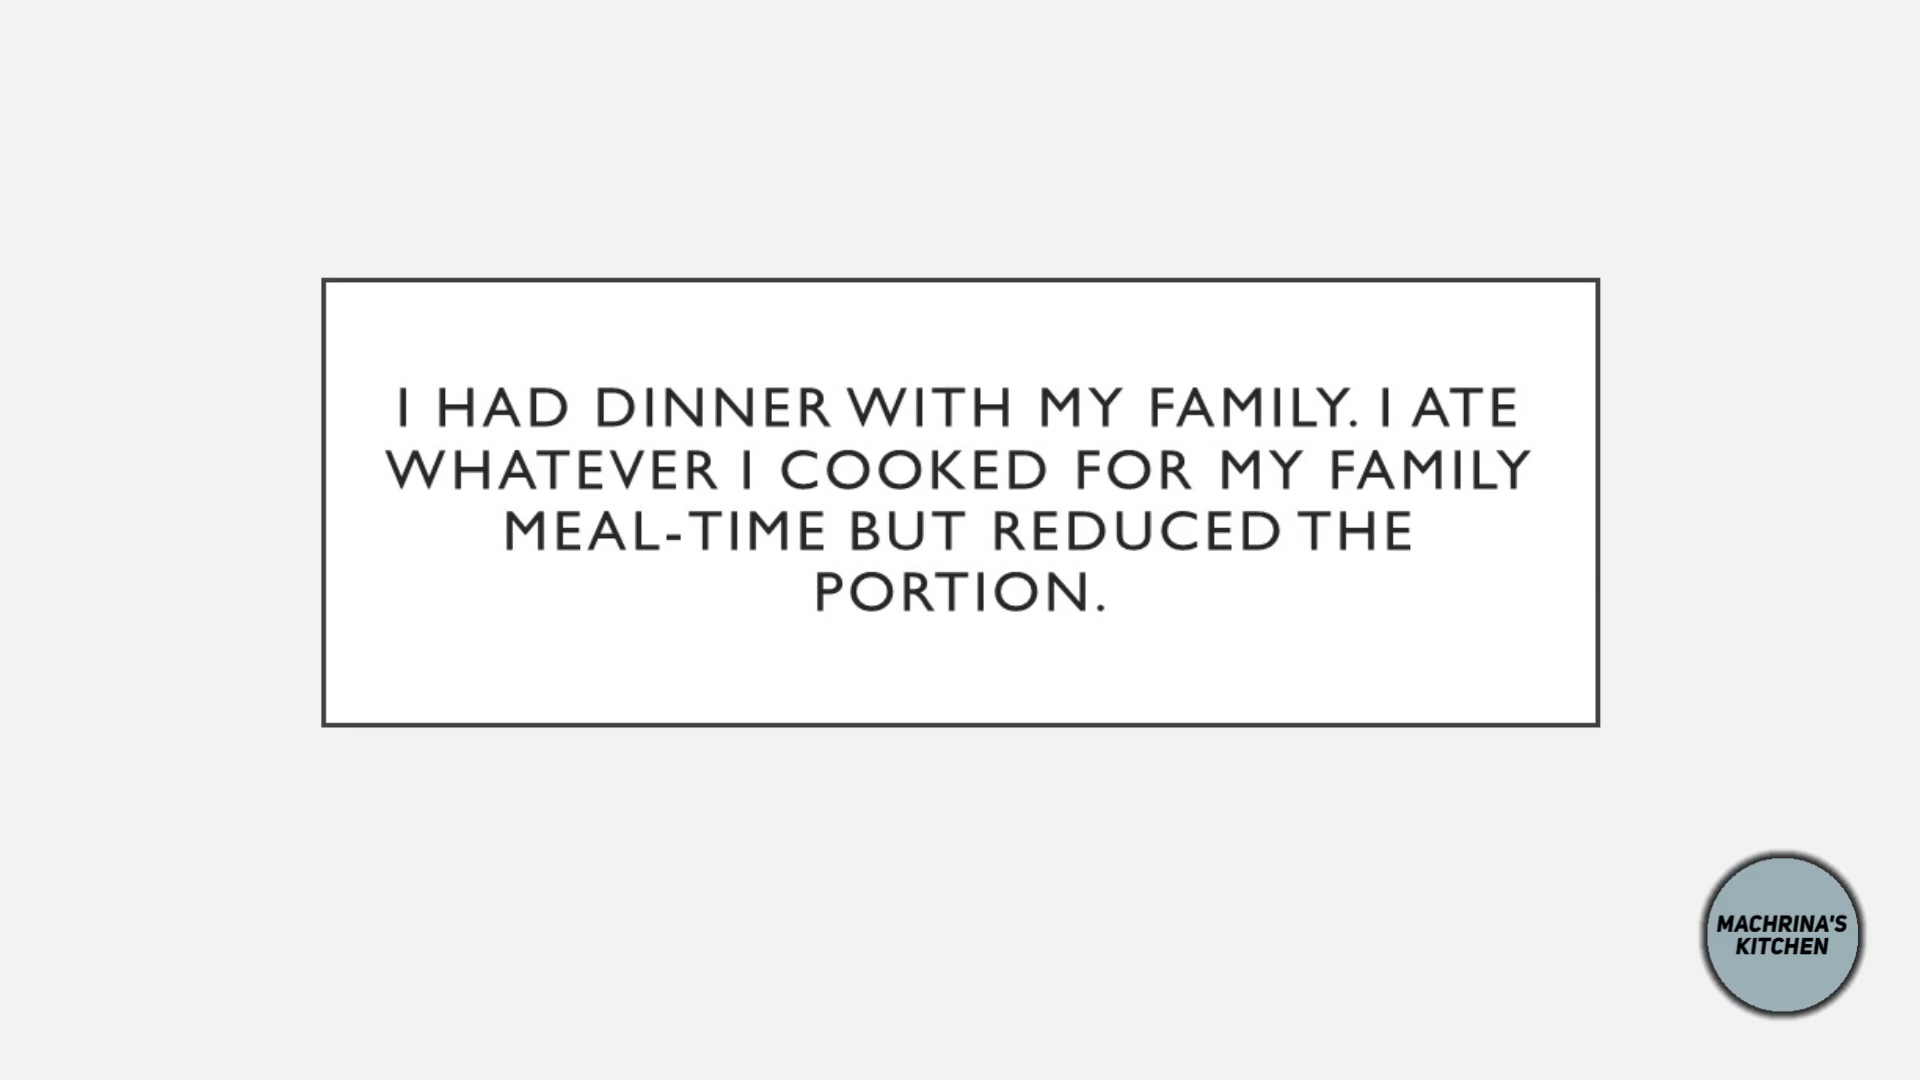 I HAD DINNER WITH MY FAMILY. I ATE
WHATEVER I COOKED FOR MY FAMILY
MEAL-TIME BUT REDUCED THE
PORTION.
MACHRINA'S
KITCHEN